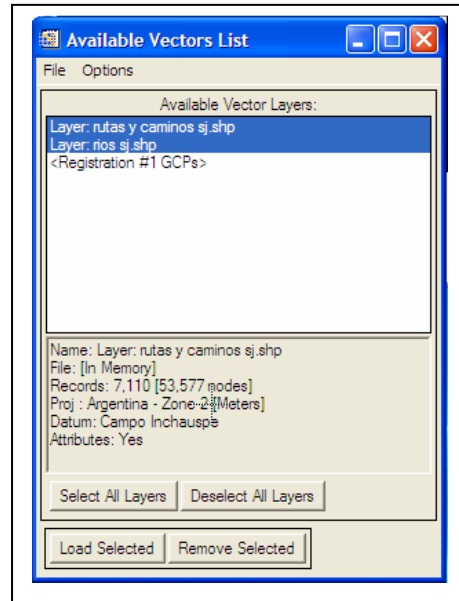 Available Vectors List
File Options
Available Vector Layers:
Layer: rutas y caminos sj.shp
Layer: rios sj.shp
<Registration #1 GCPs>
Name: Layer: rutas y caminos sj.shp
File: [In Memory]
Records: 7,110 [53,577 nodes]
Proj : Argentina - Zone 2 [Meters]
Datum: Campo Inchauspe
Attributes: Yes
Select All Layers Deselect All Layers
Load Selected Remove Selected